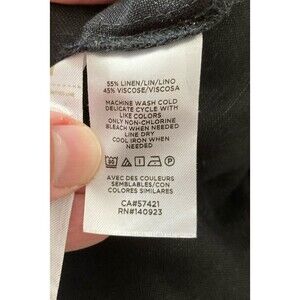 55% LINEN/LIN/LINO
45% VISCOSE/VISCOSA
MACHINE WASH COLD
DELICATE CYCLE WITH
LIKE COLORS
ONLY NON-CHLORINE
BLEACH WHEN NEEDED
LINE DRY
COOL IRON WHEN
NEEDED
AVEC DES COULEURS
SEMBLABLES/CON
COLORES SIMILARES
CA#57421
RN#140923